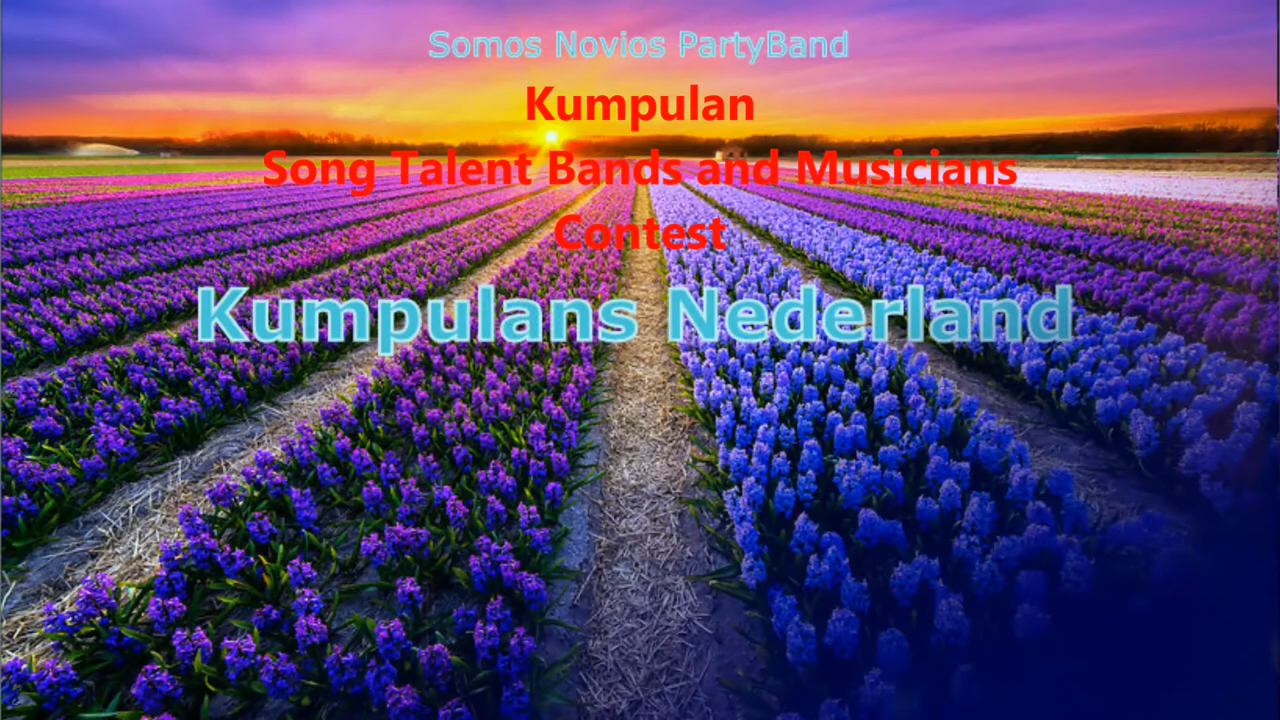 Somos Novios PartyBand
Kumpulan
Song Talent Bands and Musicians
Contest
Kumpulans Nederland